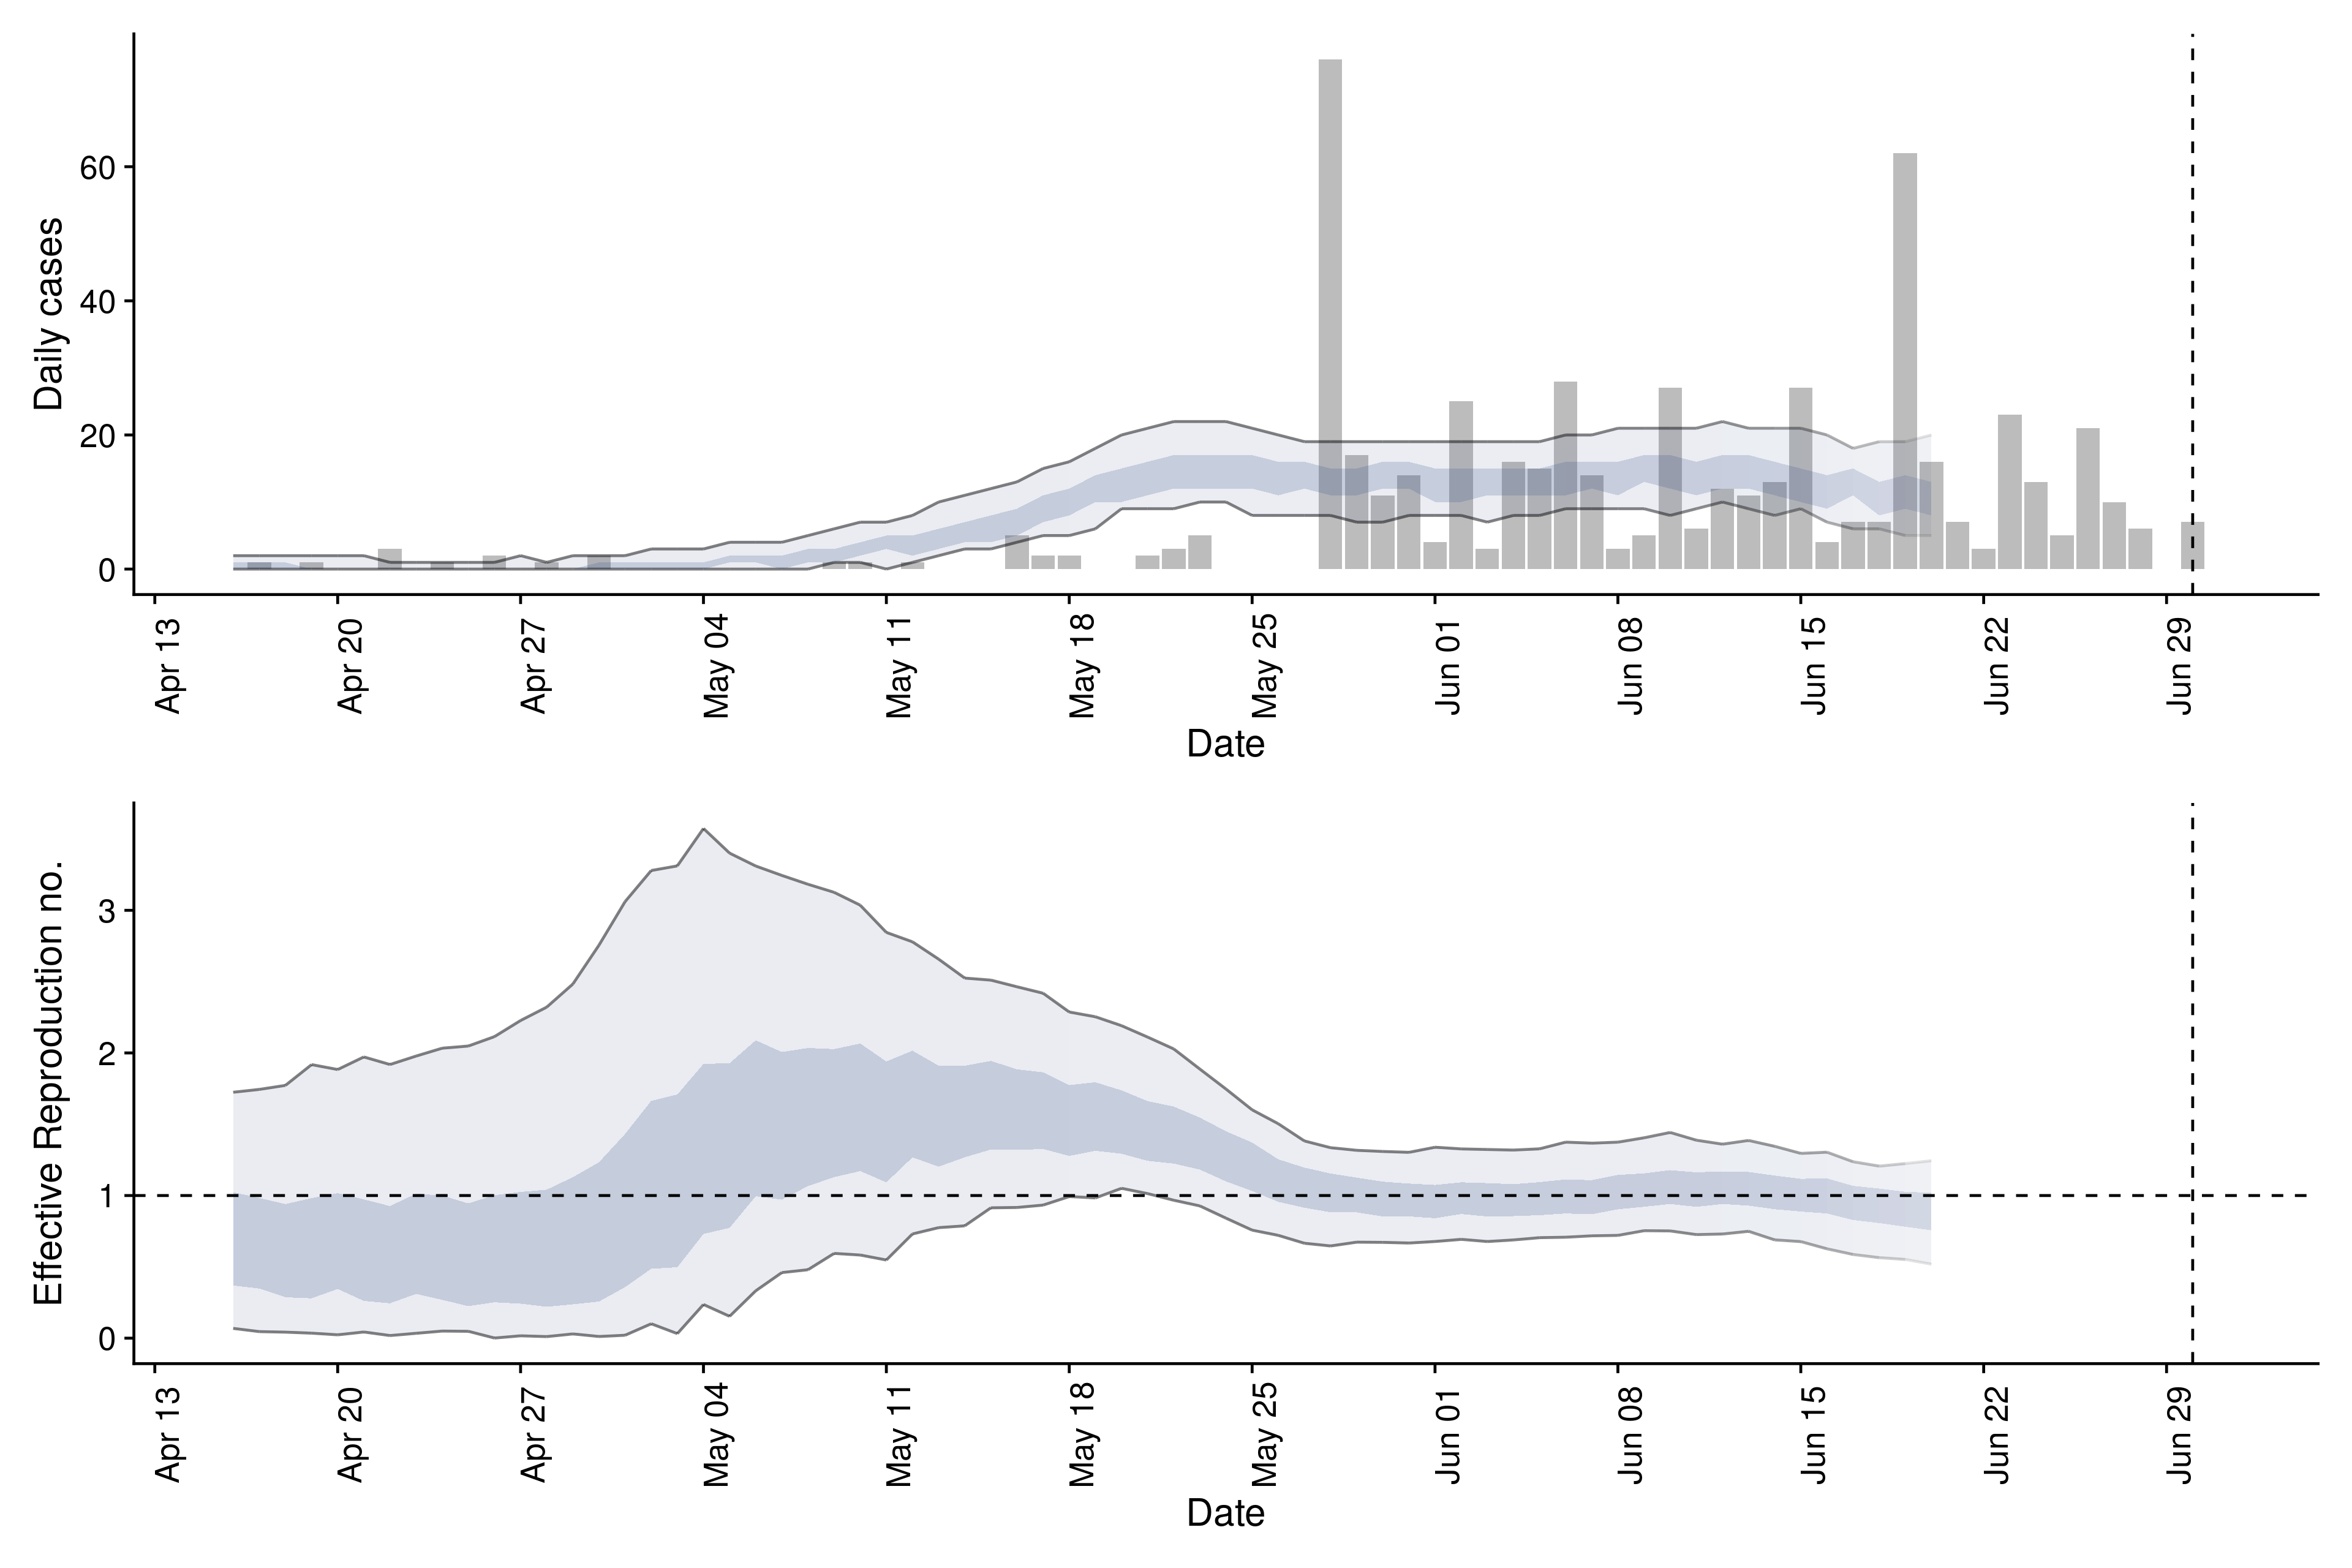 Daily cases
60
40
20
0
Apr 13
Apr 20
Apr 27
May 04
May 11
May 18
May 25
Jun 01
Jun 08
Jun 15
Jun 22
Jun 29
Date
Effective Reproduction no.
3
2
1
0
Apr 13
Apr 20
Apr 27
May 04
May 11
May 18
May 25
Jun 01
Jun 08
Jun 15
Jun 22
Jun 29
Date